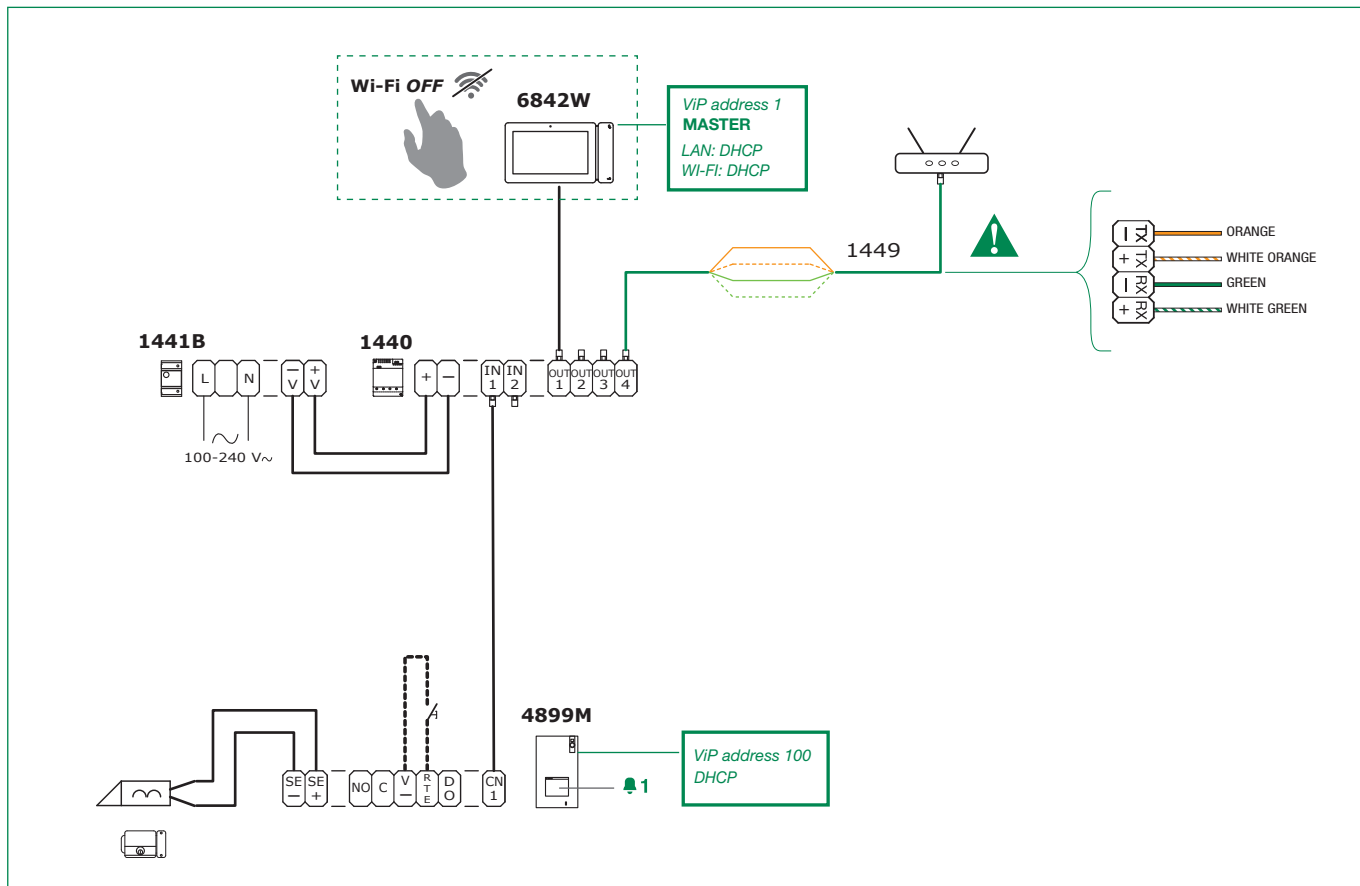 Wi-Fi OFF
6842W
ViP address 1
MASTER
LAN: DHCP
WI-FI: DHCP
1449
TX −
ORANGE
TX +
WHITE ORANGE
RX −
GREEN
RX +
WHITE GREEN
1441B
L
N
− V
+ V
1440
+
−
IN 1
IN 2
OUT 1
OUT 2
OUT 3
OUT 4
100-240 V~
4899M
ViP address 100
DHCP
1
SE −
SE +
NO
C
V −
RTE
DO
CN 1